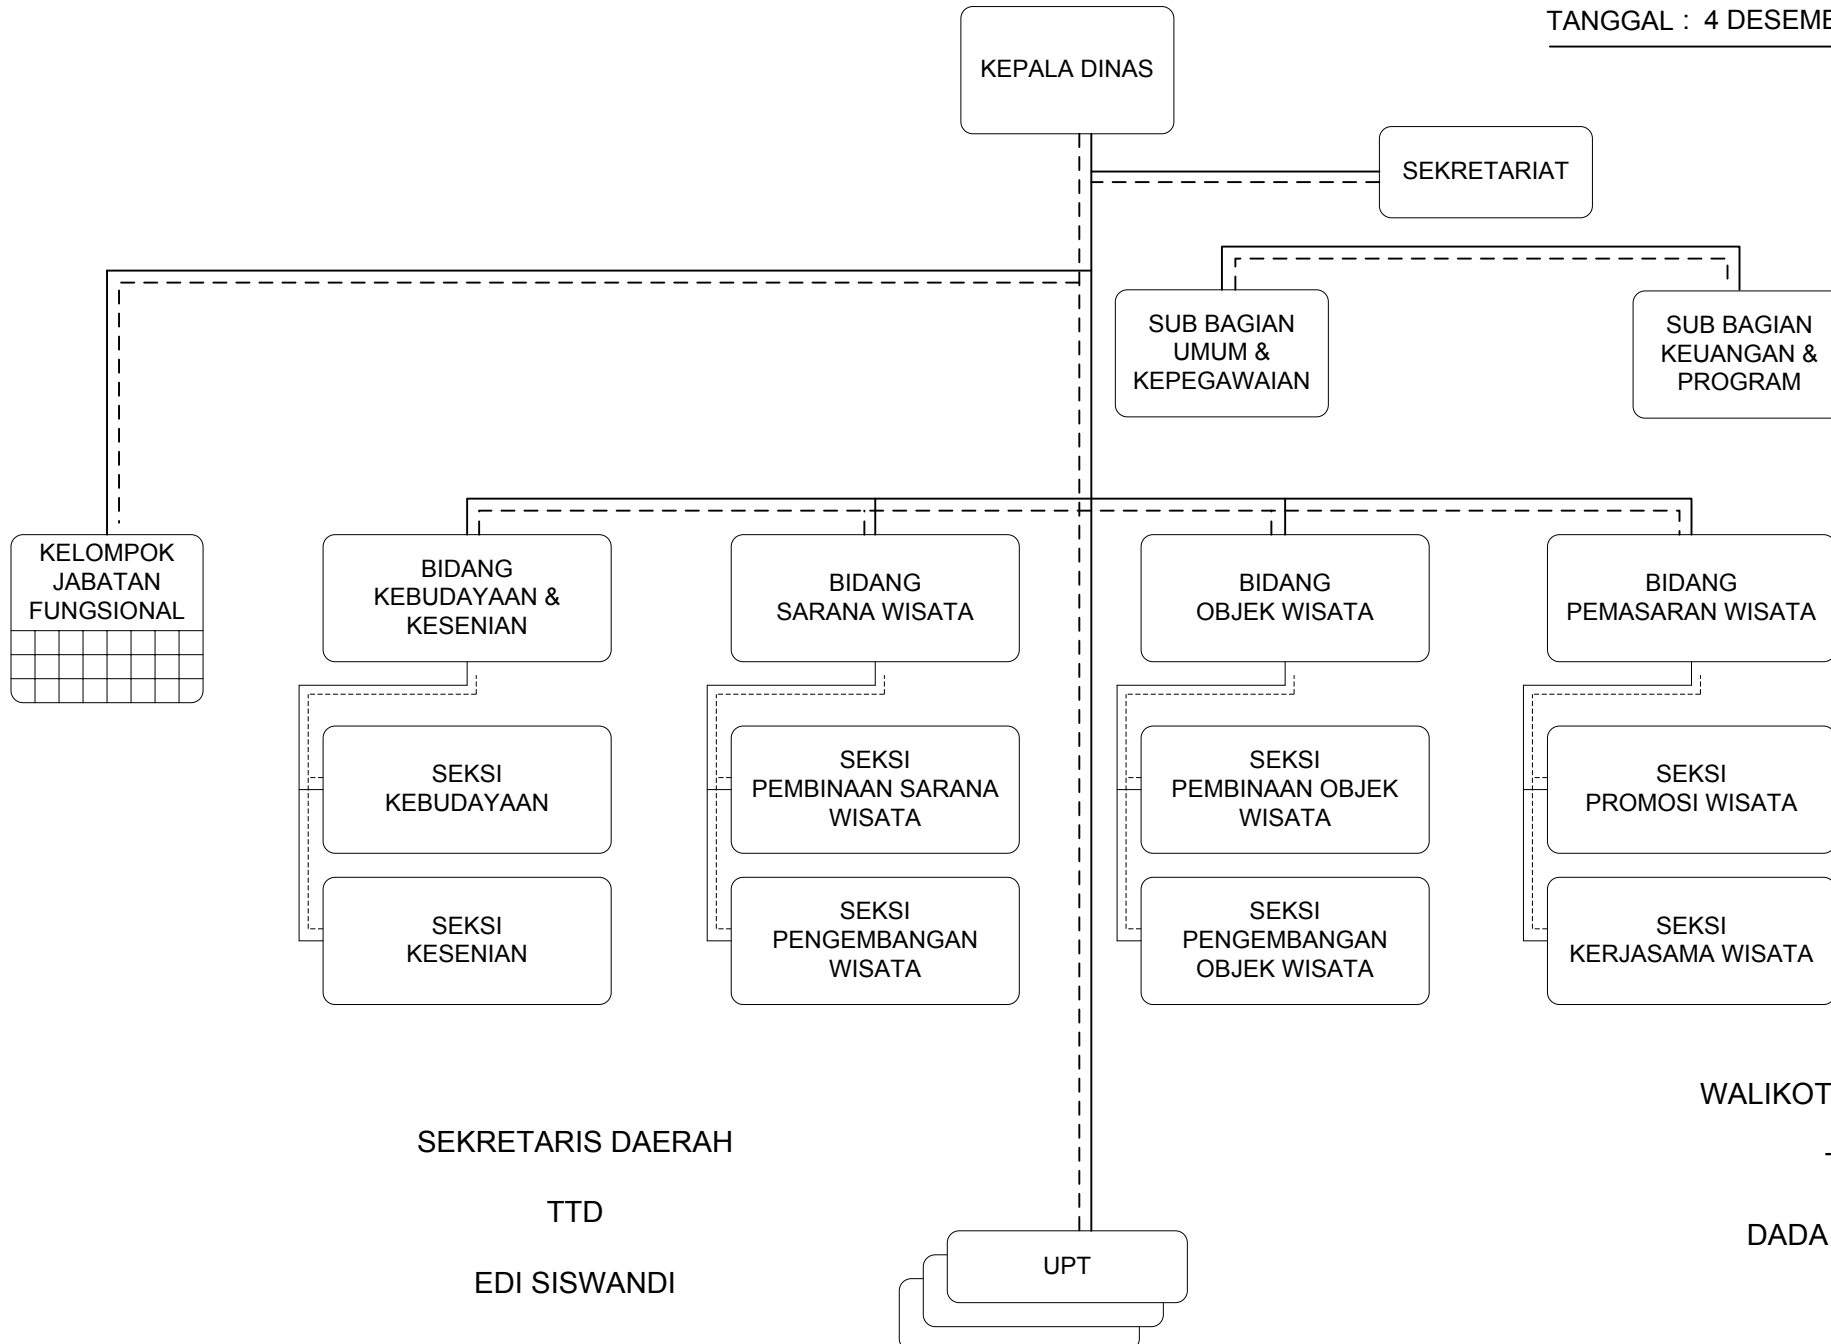 TANGGAL : 4
KEPALA DINAS
SEKRETARIAT
SUB BAGIAN
UMUM &
KEPEGAWAIAN
SUB BAGIAN
KEUANGAN &
PROGRAM
KELOMPOK
JABATAN
FUNGSIONAL
BIDANG
KEBUDAYAAN &
KESENIAN
BIDANG
SARANA WISATA
BIDANG
OBJEK WISATA
BIDANG
PEMASARAN WISATA
SEKSI
KEBUDAYAAN
SEKSI
PEMBINAAN SARANA
WISATA
SEKSI
PEMBINAAN OBJEK
WISATA
SEKSI
PROMOSI WISATA
SEKSI
KESENIAN
SEKSI
PENGEMBANGAN
WISATA
SEKSI
PENGEMBANGAN
OBJEK WISATA
SEKSI
KERJASAMA WISATA
SEKRETARIS DAERAH
TTD
EDI SISWANDI
DADA
UPT